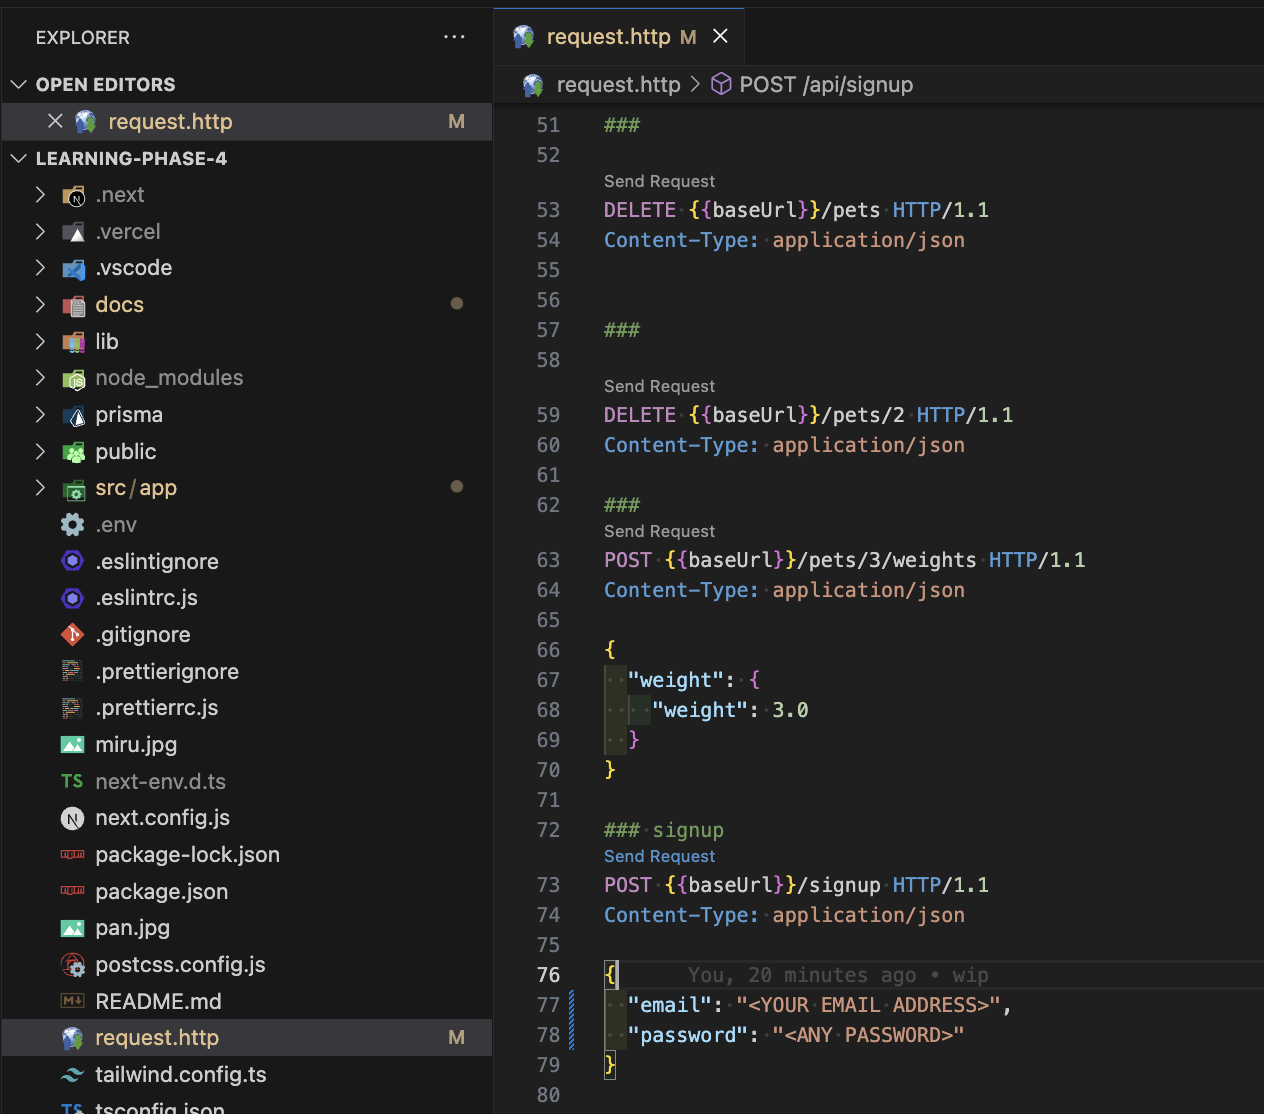 EXPLORER
OPEN EDITORS
request.http M
LEARNING-PHASE-4
.next
.vercel
.vscode
docs
lib
node_modules
prisma
public
src/app
.env
.eslintignore
.eslintrc.js
.gitignore
.prettierignore
.prettierrc.js
miru.jpg
TS next-env.d.ts
N next.config.js
package-lock.json
package.json
pan.jpg
postcss.config.js
README.md
request.http M
tailwind.config.ts
TS tsconfig.json
request.http M
request.http > POST /api/signup
51 ###
52
Send Request
53 DELETE {{baseUrl}}/pets HTTP/1.1
54 Content-Type: application/json
55
56
57 ###
58
Send Request
59 DELETE {{baseUrl}}/pets/2 HTTP/1.1
60 Content-Type: application/json
61
62 ###
Send Request
63 POST {{baseUrl}}/pets/3/weights HTTP/1.1
64 Content-Type: application/json
65
66 {
67 "weight": {
68 "weight": 3.0
69 }
70 }
71
72 ### signup
Send Request
73 POST {{baseUrl}}/signup HTTP/1.1
74 Content-Type: application/json
75
76 { You, 20 minutes ago • wip
77 "email": "<YOUR EMAIL ADDRESS>",
78 "password": "<ANY PASSWORD>"
79 }
80